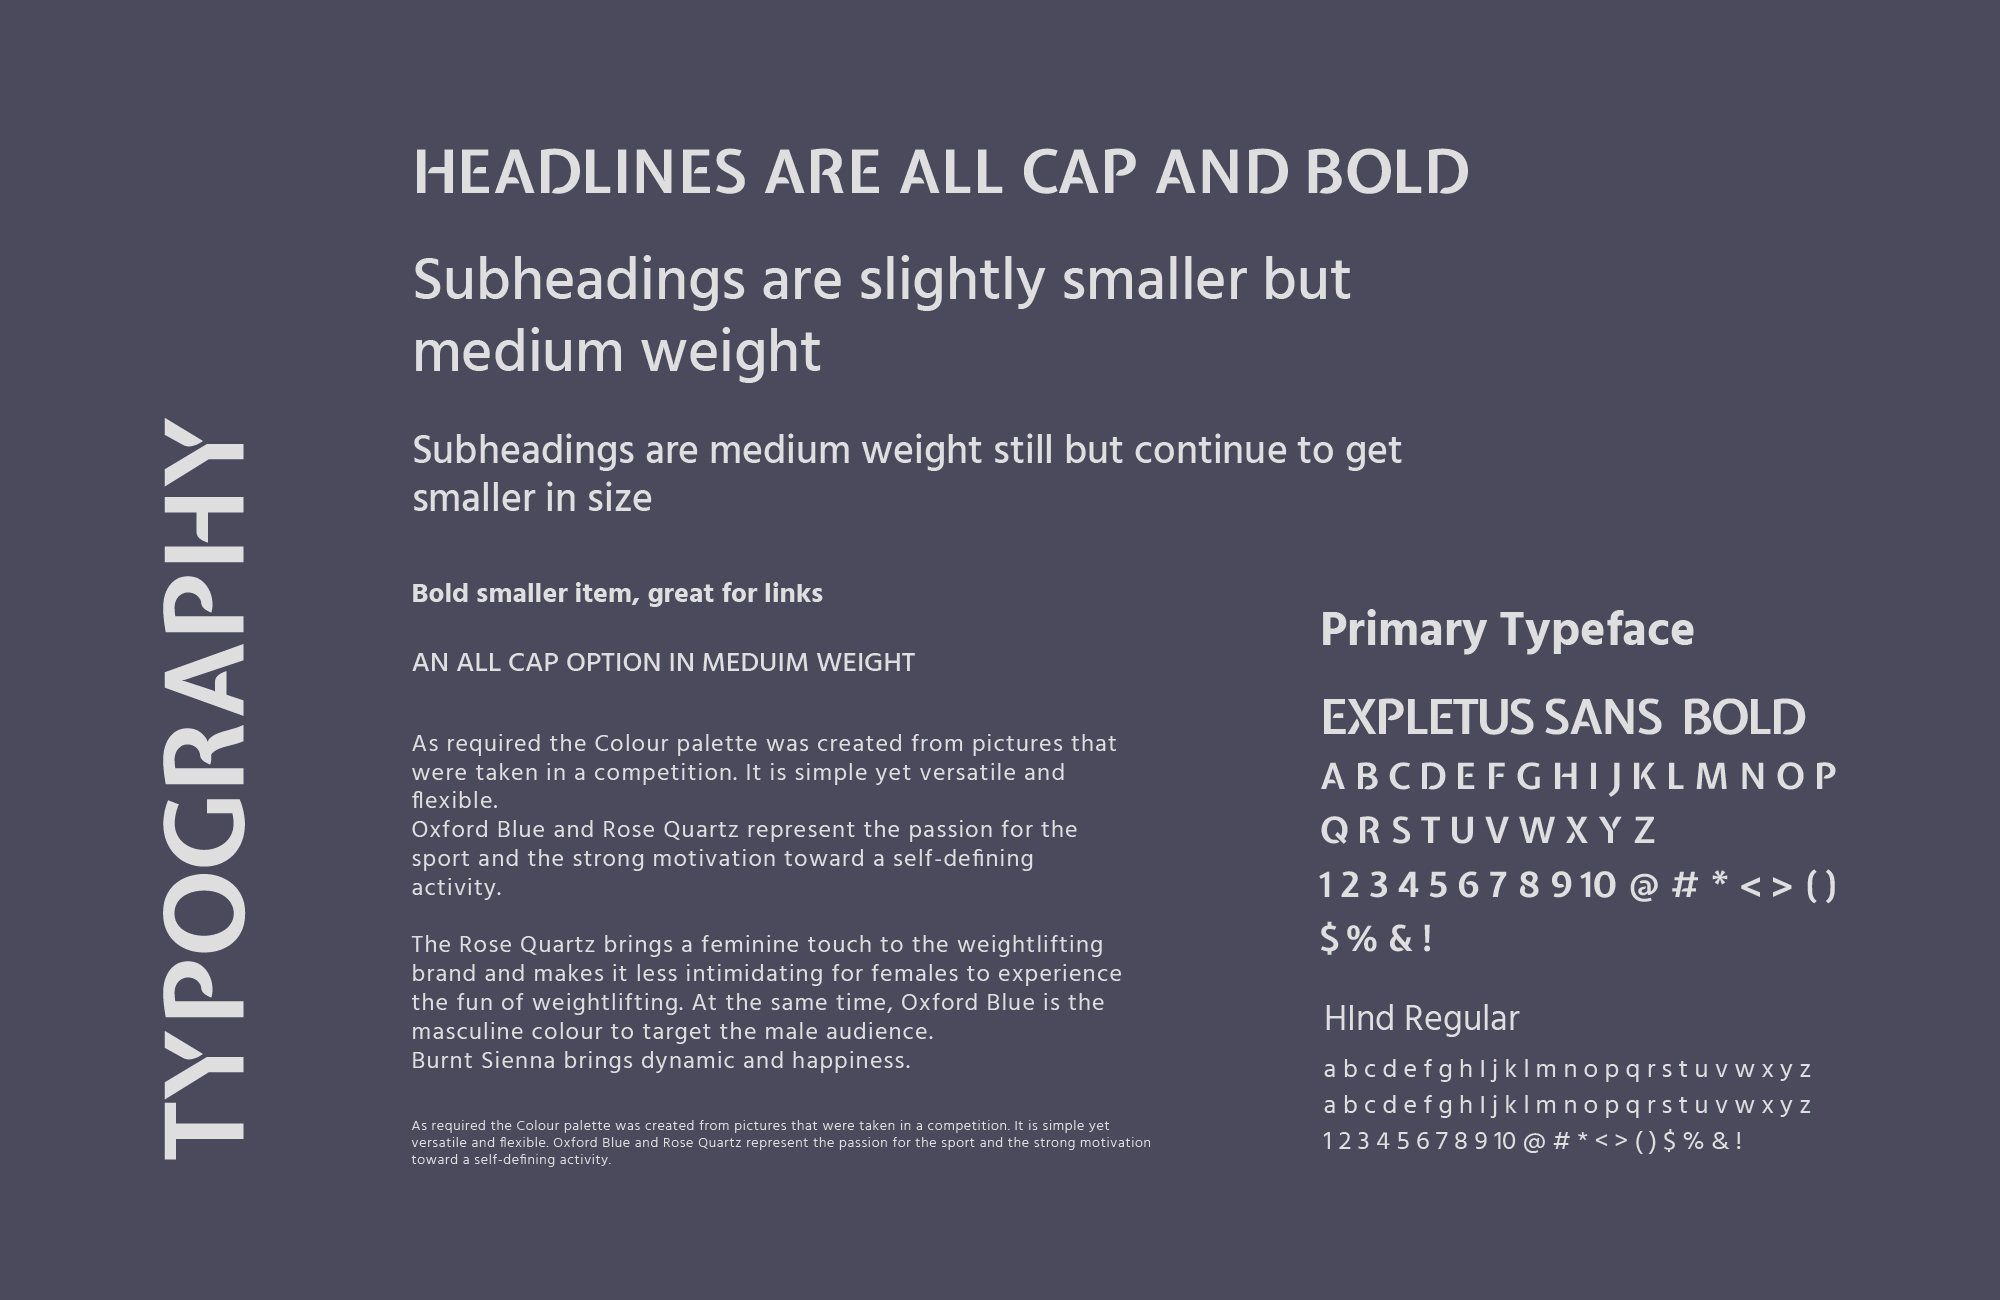 TYPOGRAPHY
HEADLINES ARE ALL CAP AND BOLD
Subheadings are slightly smaller but
medium weight
Subheadings are medium weight still but continue to get
smaller in size
Bold smaller item, great for links
AN ALL CAP OPTION IN MEDUIM WEIGHT
As required the Colour palette was created from pictures that
were taken in a competition. It is simple yet versatile and
flexible.
Oxford Blue and Rose Quartz represent the passion for the
sport and the strong motivation toward a self-defining
activity.
The Rose Quartz brings a feminine touch to the weightlifting
brand and makes it less intimidating for females to experience
the fun of weightlifting. At the same time, Oxford Blue is the
masculine colour to target the male audience.
Burnt Sienna brings dynamic and happiness.
As required the Colour palette was created from pictures that were taken in a competition. It is simple yet
versatile and flexible. Oxford Blue and Rose Quartz represent the passion for the sport and the strong motivation
toward a self-defining activity.
Primary Typeface
EXPLETUS SANS BOLD
A B C D E F G H I J K L M N O P
Q R S T U V W X Y Z
1 2 3 4 5 6 7 8 9 10 @ # * < > ( )
$ % & !
HInd Regular
a b c d e f g h I j k l m n o p q r s t u v w x y z
a b c d e f g h I j k l m n o p q r s t u v w x y z
1 2 3 4 5 6 7 8 9 10 @ # * < > ( ) $ % & !